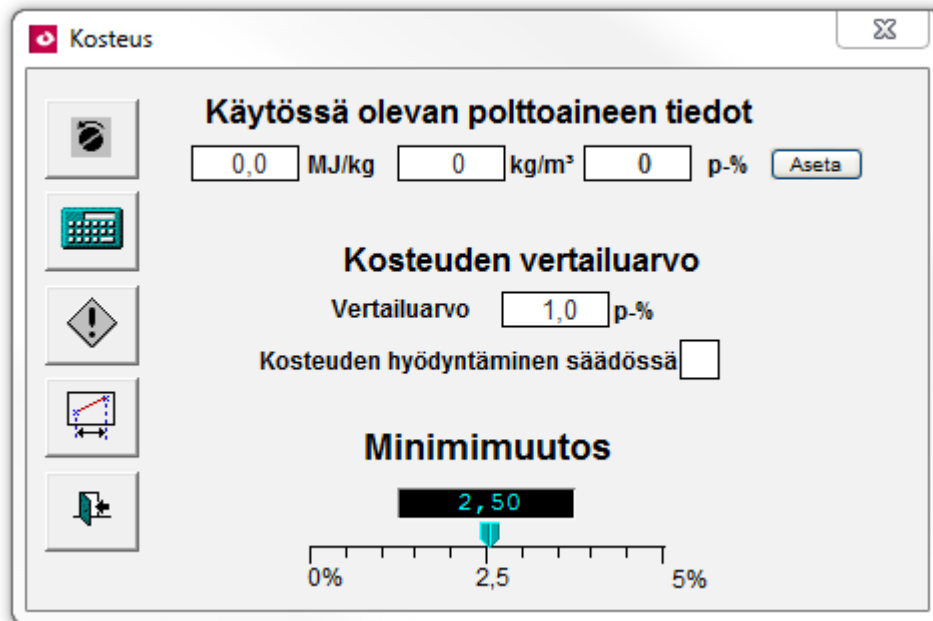 Kosteus
Käytössä olevan polttoaineen tiedot
0,0 MJ/kg 0 kg/m³ 0 p-% Aseta
Kosteuden vertailuarvo
Vertailuarvo 1,0 p-%
Kosteuden hyödyntäminen säädössä
Minimimuutos
2,50
0% 2,5 5%